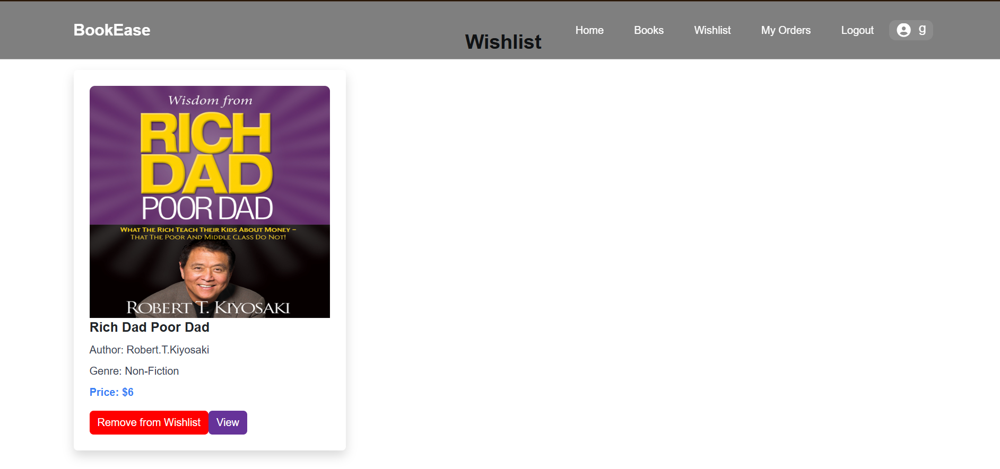 BookEase
Home Books Wishlist My Orders Logout g
Wishlist
Wisdom from
RICH
DAD
POOR DAD
WHAT THE RICH TEACH THEIR KIDS ABOUT MONEY –
THAT THE POOR AND MIDDLE CLASS DO NOT!
ROBERT T. KIYOSAKI
Rich Dad Poor Dad
Author: Robert.T.Kiyosaki
Genre: Non-Fiction
Price: $6
Remove from Wishlist View